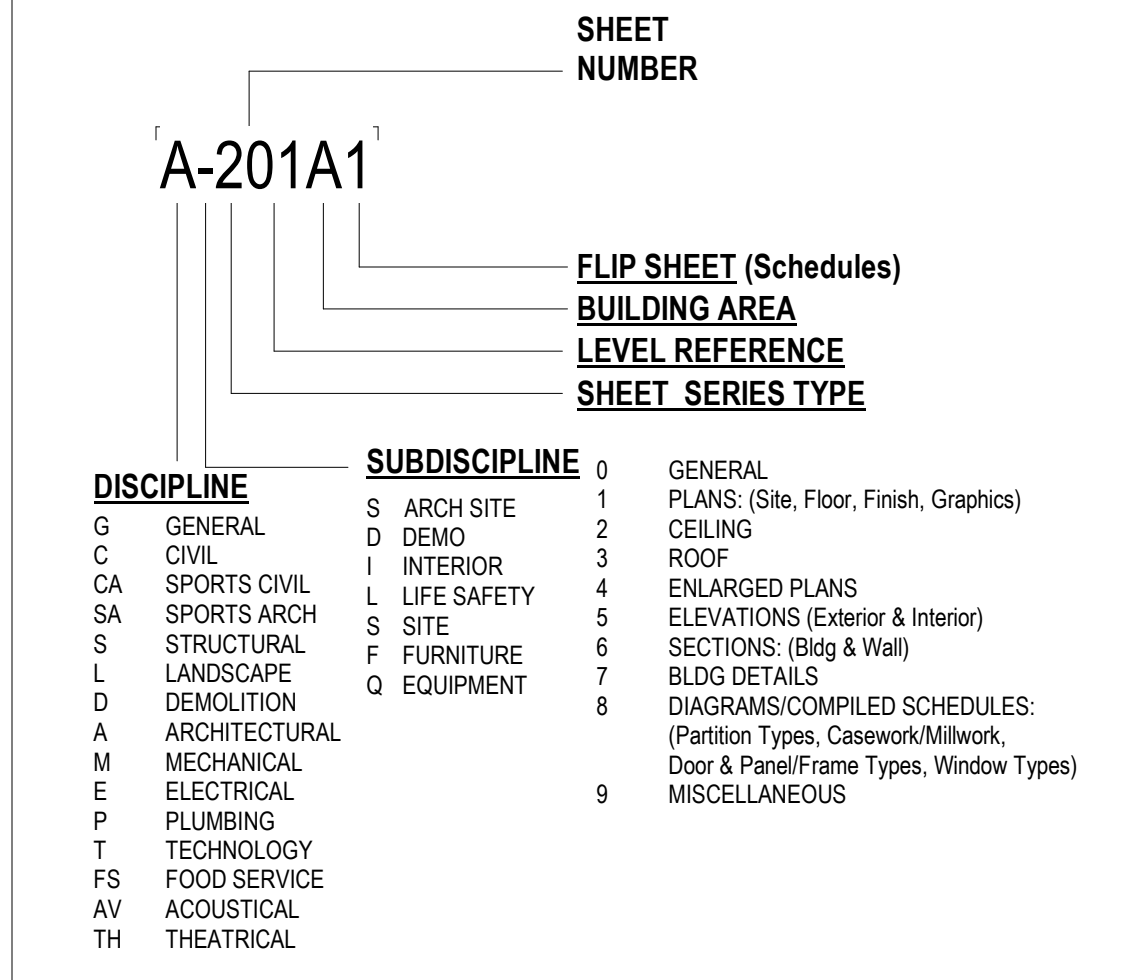 SHEET
NUMBER
A-201A1
FLIP SHEET (Schedules)
BUILDING AREA
LEVEL REFERENCE
SHEET SERIES TYPE
DISCIPLINE
G GENERAL
C CIVIL
CA SPORTS CIVIL
SA SPORTS ARCH
S STRUCTURAL
L LANDSCAPE
D DEMOLITION
A ARCHITECTURAL
M MECHANICAL
E ELECTRICAL
P PLUMBING
T TECHNOLOGY
FS FOOD SERVICE
AV ACOUSTICAL
TH THEATRICAL
SUBDISCIPLINE
S ARCH SITE
D DEMO
I INTERIOR
L LIFE SAFETY
S SITE
F FURNITURE
Q EQUIPMENT
0 GENERAL
1 PLANS: (Site, Floor, Finish, Graphics)
2 CEILING
3 ROOF
4 ENLARGED PLANS
5 ELEVATIONS (Exterior & Interior)
6 SECTIONS: (Bldg & Wall)
7 BLDG DETAILS
8 DIAGRAMS/COMPILED SCHEDULES:
(Partition Types, Casework/Millwork,
Door & Panel/Frame Types, Window Types)
9 MISCELLANEOUS